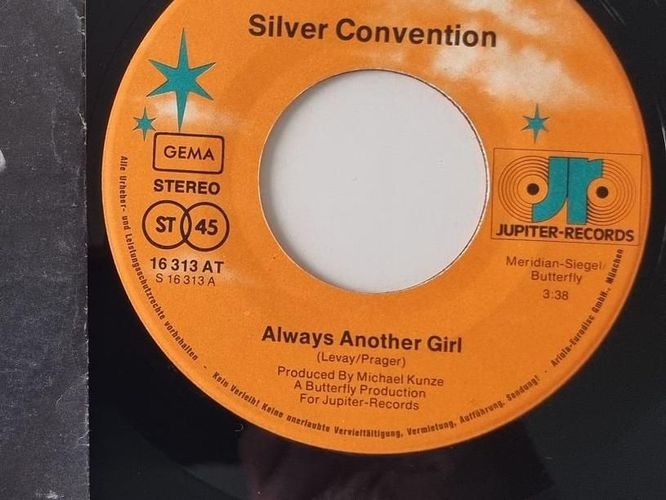 Silver Convention
GEMA
STEREO
ST 45
16 313 AT
S 16 313 A
JR
JUPITER-RECORDS
Meridian-Siegel/
Butterfly
3:38
Always Another Girl
(Levay/Prager)
Produced By Michael Kunze
A Butterfly Production
For Jupiter-Records
Alle Urheber- und Leistungsschutzrechte vorbehalten · Kein Verleih! Keine unerlaubte Vervielfältigung, Vermietung, Aufführung, Sendung! · Ariola-Eurodisc GmbH., München